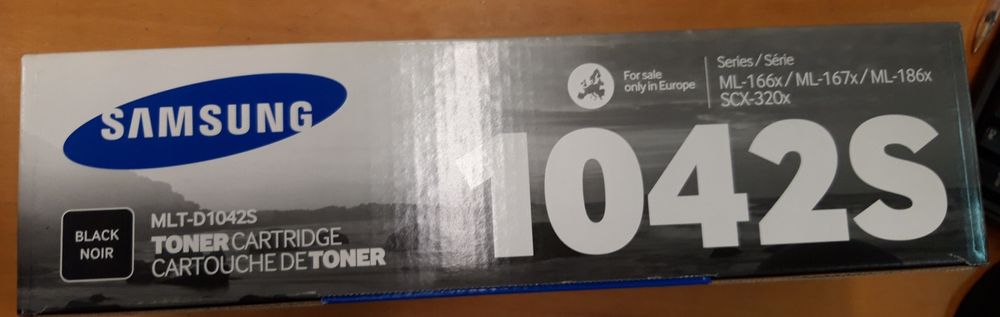 SAMSUNG
For sale
only in Europe
Series / Série
ML-166x / ML-167x / ML-186x
SCX-320x
1042S
BLACK
NOIR
MLT-D1042S
TONER CARTRIDGE
CARTOUCHE DE TONER